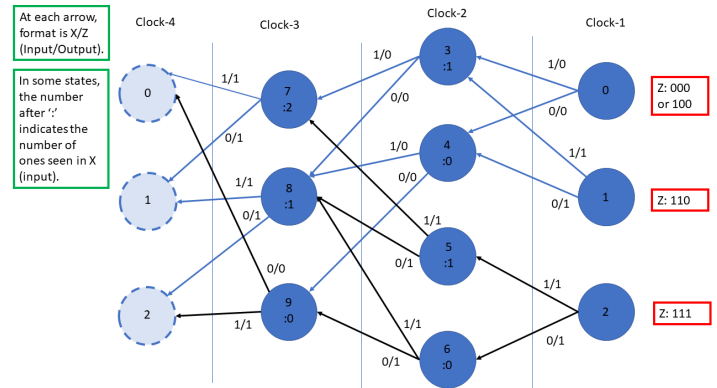 At each arrow,
format is X/Z
(Input/Output).
In some states,
the number
after ‘:’
indicates the
number of
ones seen in X
(input).
Clock-4
Clock-3
Clock-2
Clock-1
0
1
2
7
:2
8
:1
9
:0
3
:1
4
:0
5
:1
6
:0
0
1
2
1/1
0/1
1/1
0/1
0/0
1/1
1/0
0/0
1/0
0/0
1/1
0/1
1/1
0/1
1/0
0/0
1/1
0/1
1/1
0/1
Z: 000
or 100
Z: 110
Z: 111